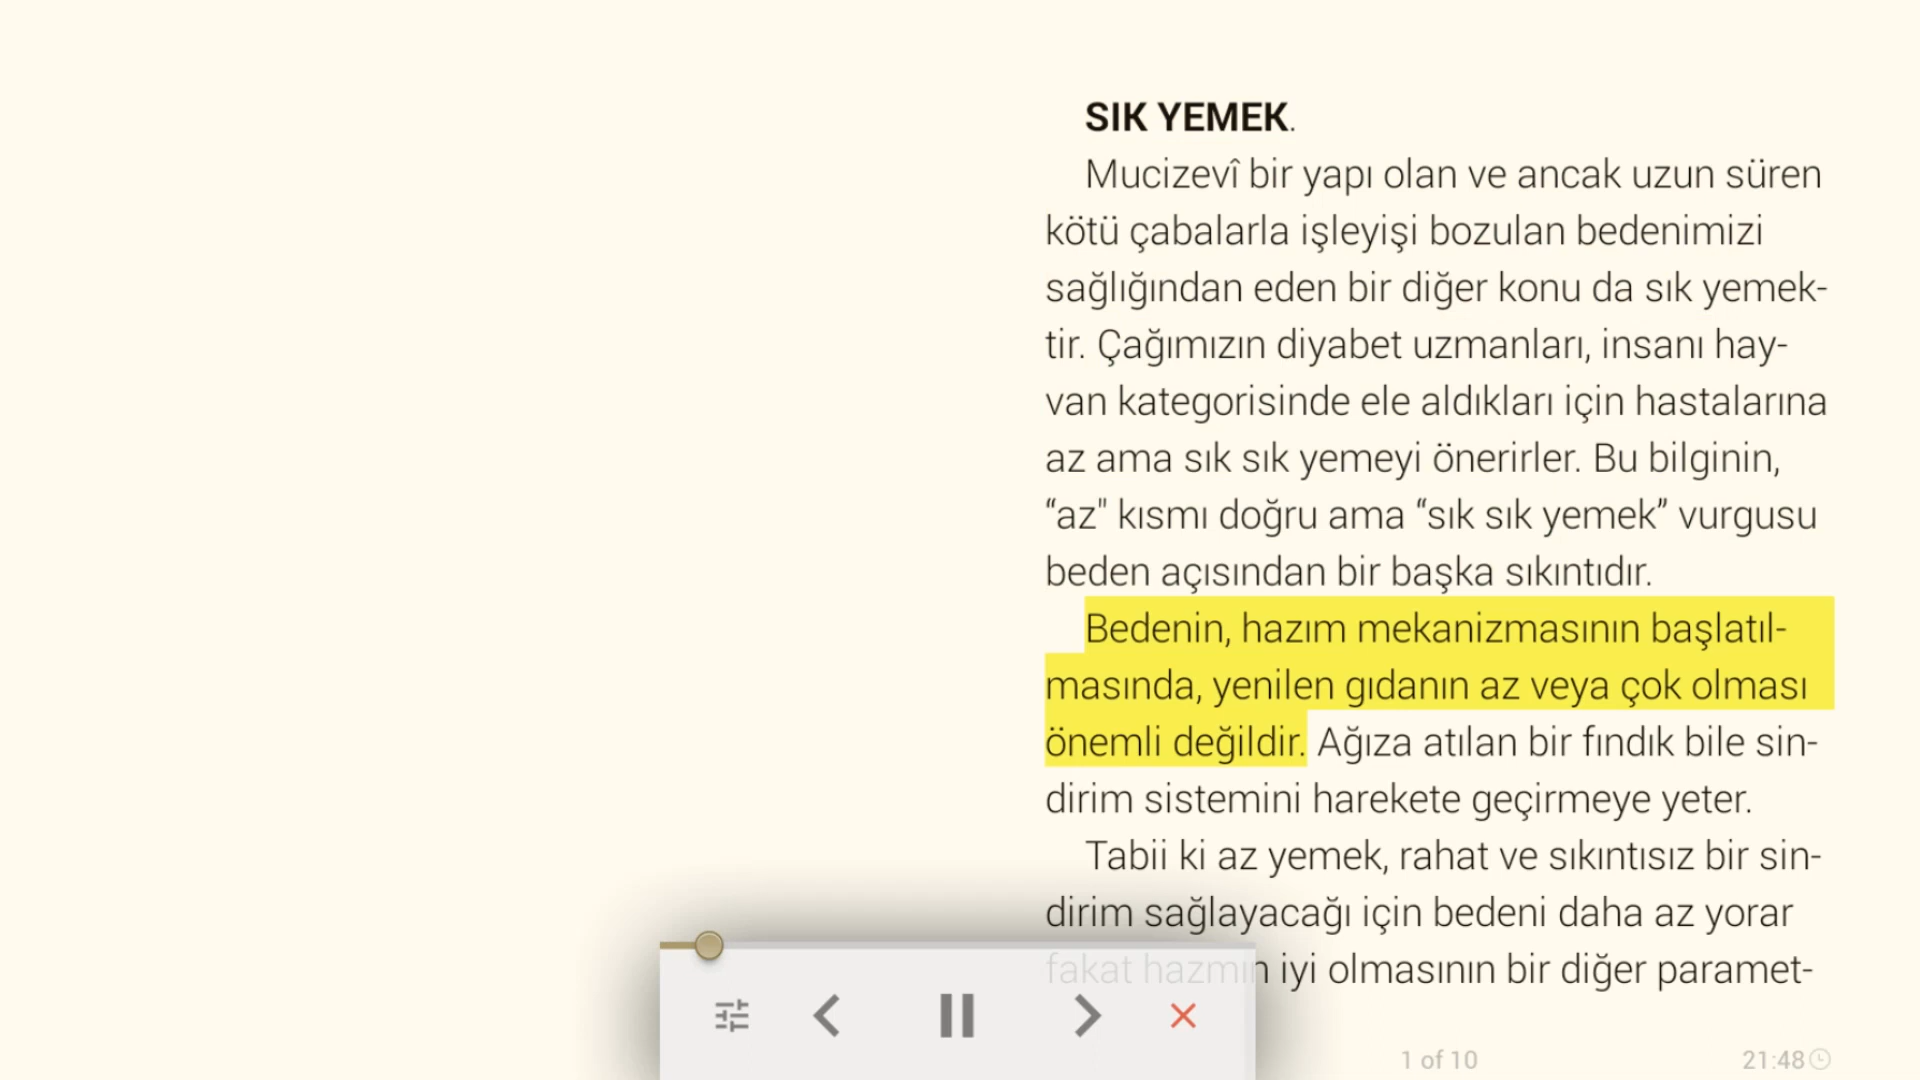 SIK YEMEK.
Mucizevî bir yapı olan ve ancak uzun süren
kötü çabalarla işleyişi bozulan bedenimizi
sağlığından eden bir diğer konu da sık yemek-
tir. Çağımızın diyabet uzmanları, insanı hay-
van kategorisinde ele aldıkları için hastalarına
az ama sık sık yemeyi önerirler. Bu bilginin,
“az" kısmı doğru ama “sık sık yemek” vurgusu
beden açısından bir başka sıkıntıdır.
Bedenin, hazım mekanizmasının başlatıl-
masında, yenilen gıdanın az veya çok olması
önemli değildir. Ağıza atılan bir fındık bile sin-
dirim sistemini harekete geçirmeye yeter.
Tabii ki az yemek, rahat ve sıkıntısız bir sin-
dirim sağlayacağı için bedeni daha az yorar
fakat hazmın iyi olmasının bir diğer paramet-
1 of 10
21:48